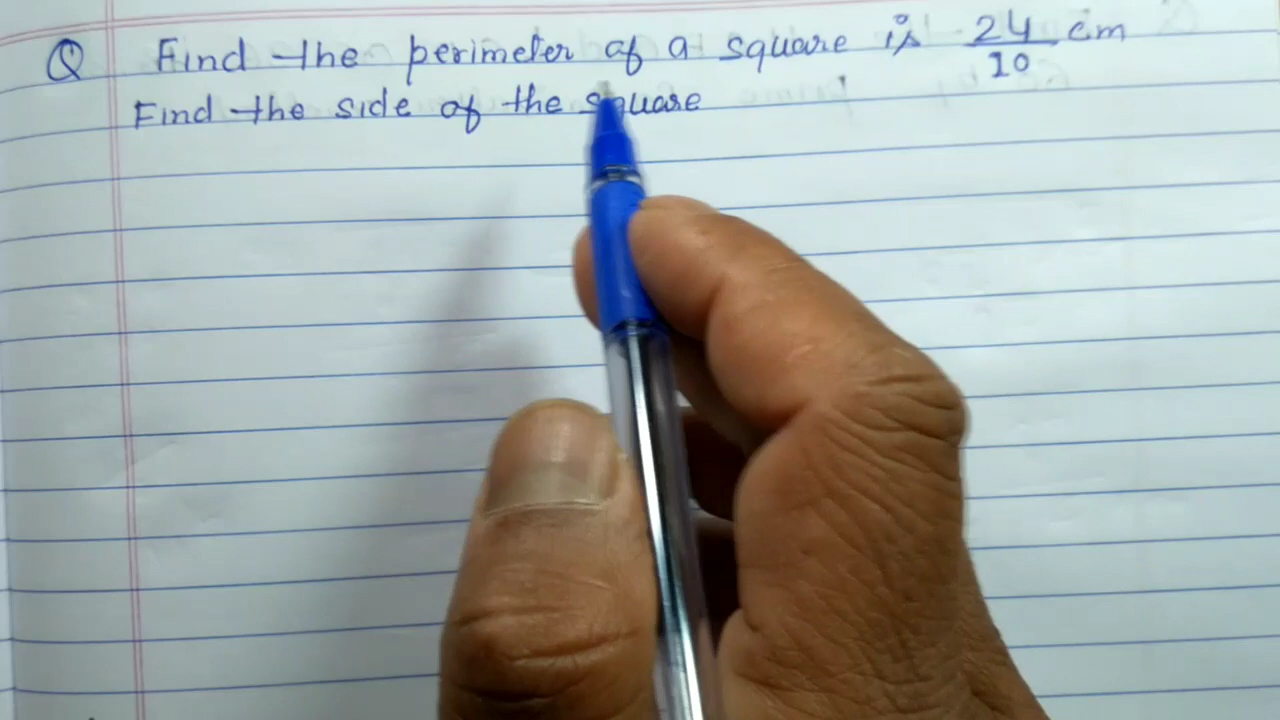 Q Find the perimeter of a square is 24/10 cm
Find the side of the square